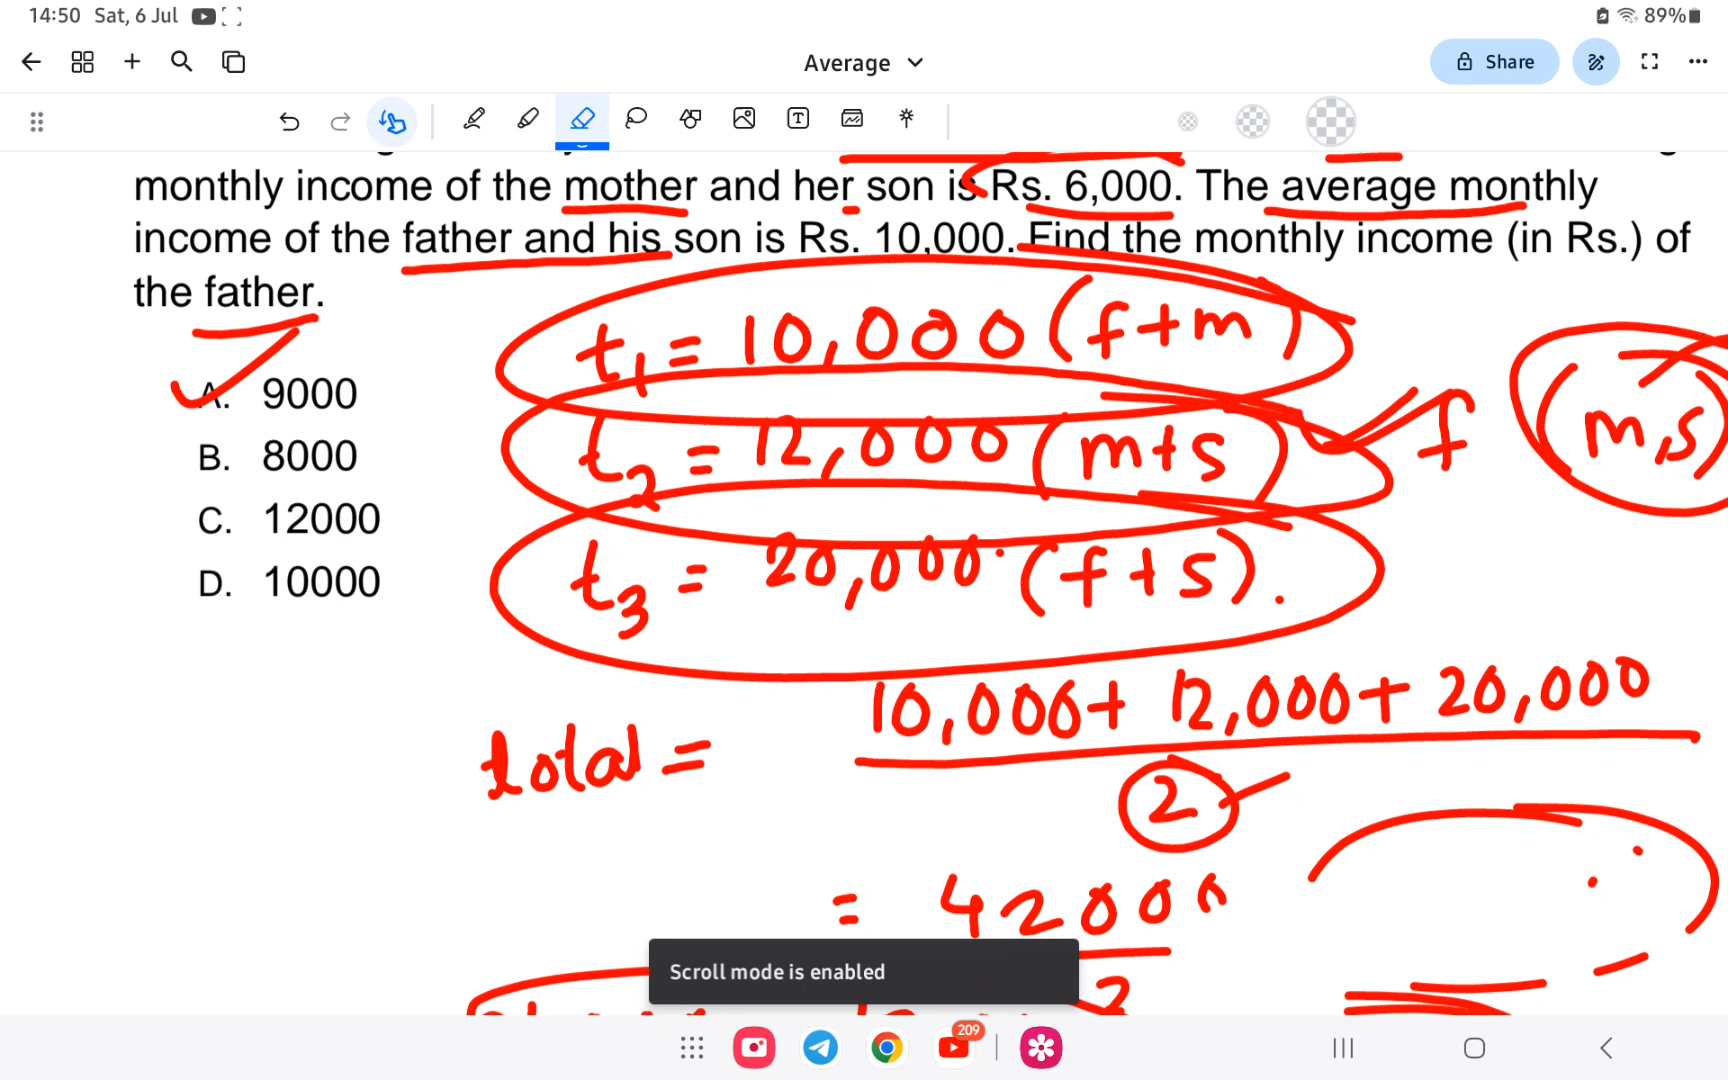 14:50 Sat, 6 Jul 89%
Average
Share
monthly income of the mother and her son is Rs. 6,000. The average monthly
income of the father and his son is Rs. 10,000. Find the monthly income (in Rs.) of
the father.
A. 9000
B. 8000
C. 12000
D. 10000
t1 = 10,000 (f+m)
t2 = 12,000 (m+s)
f (m,s)
t3 = 20,000 (f+s).
total = 10,000 + 12,000 + 20,000
2
= 42000
2
Scroll mode is enabled
209